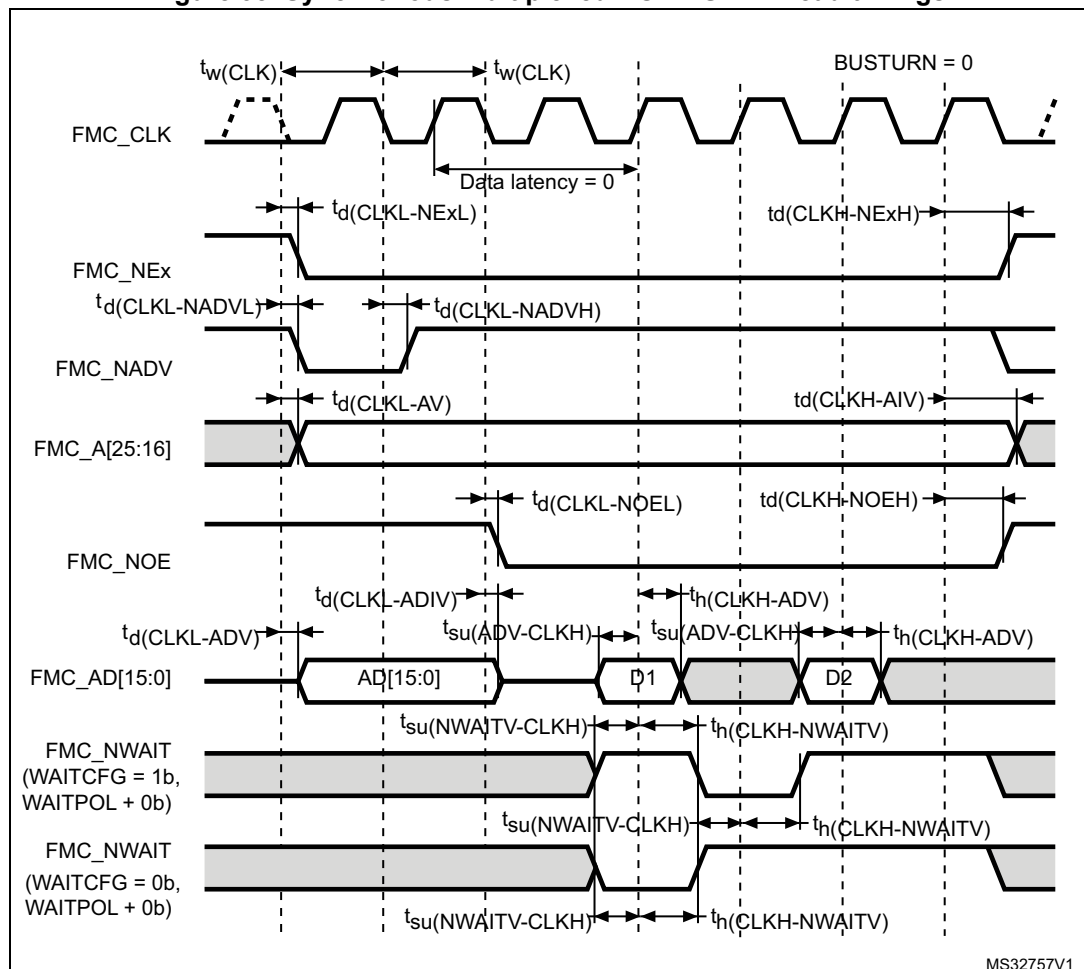 tw(CLK)
tw(CLK)
BUSTURN = 0
FMC_CLK
Data latency = 0
td(CLKL-NExL)
td(CLKH-NExH)
FMC_NEx
td(CLKL-NADVL)
td(CLKL-NADVH)
FMC_NADV
td(CLKL-AV)
td(CLKH-AIV)
FMC_A[25:16]
td(CLKL-NOEL)
td(CLKH-NOEH)
FMC_NOE
td(CLKL-ADIV)
th(CLKH-ADV)
td(CLKL-ADV)
tsu(ADV-CLKH)
tsu(ADV-CLKH)
th(CLKH-ADV)
FMC_AD[15:0]
AD[15:0]
D1
D2
tsu(NWAITV-CLKH)
th(CLKH-NWAITV)
FMC_NWAIT
(WAITCFG = 1b,
WAITPOL + 0b)
tsu(NWAITV-CLKH)
th(CLKH-NWAITV)
FMC_NWAIT
(WAITCFG = 0b,
WAITPOL + 0b)
tsu(NWAITV-CLKH)
th(CLKH-NWAITV)
MS32757V1